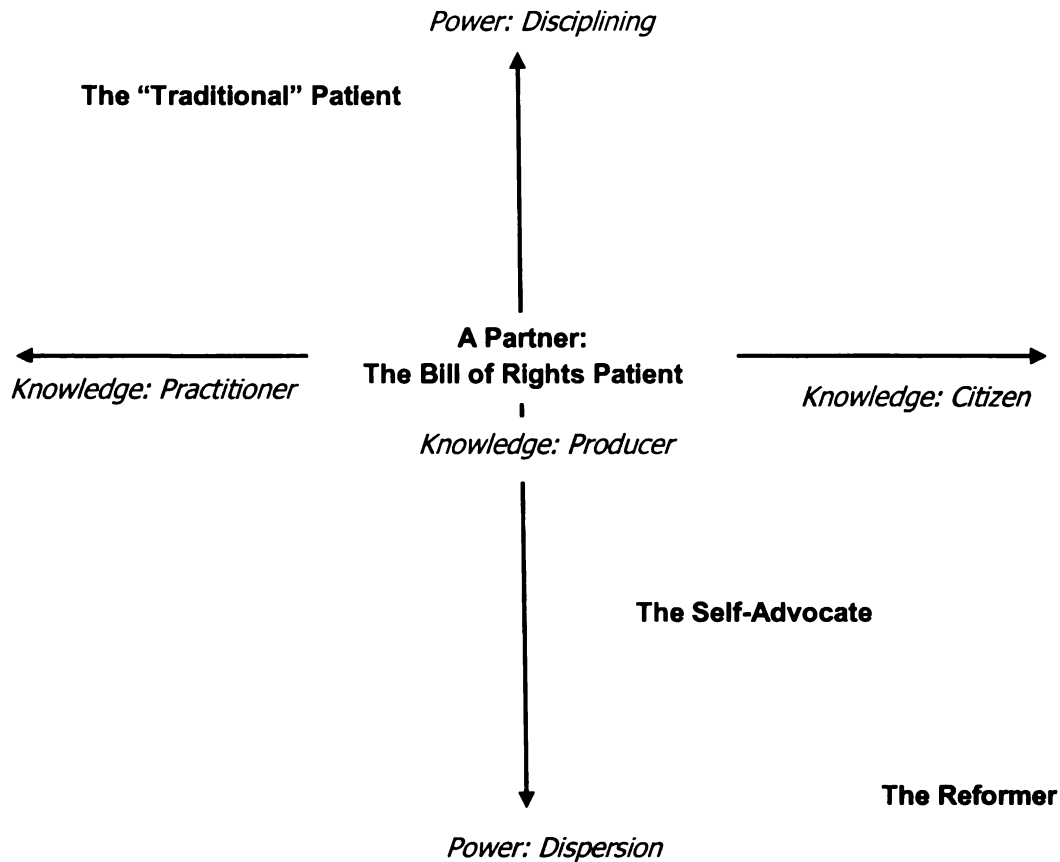 Power: Disciplining
The “Traditional” Patient
A Partner:
The Bill of Rights Patient
Knowledge: Practitioner
Knowledge: Citizen
Knowledge: Producer
The Self-Advocate
The Reformer
Power: Dispersion